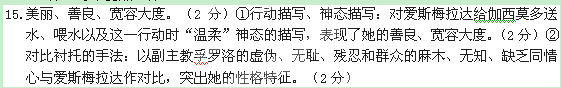 15.美丽、善良、宽容大度。（2 分）①行动描写、神态描写：对爱斯梅拉达给伽西莫多送
水、喂水以及这一行动时“温柔”神态的描写，表现了她的善良、宽容大度。（2 分）②
对比衬托的手法：以副主教孚罗洛的虚伪、无耻、残忍和群众的麻木、无知、缺乏同情
心与爱斯梅拉达作对比，突出她的性格特征。（2 分）